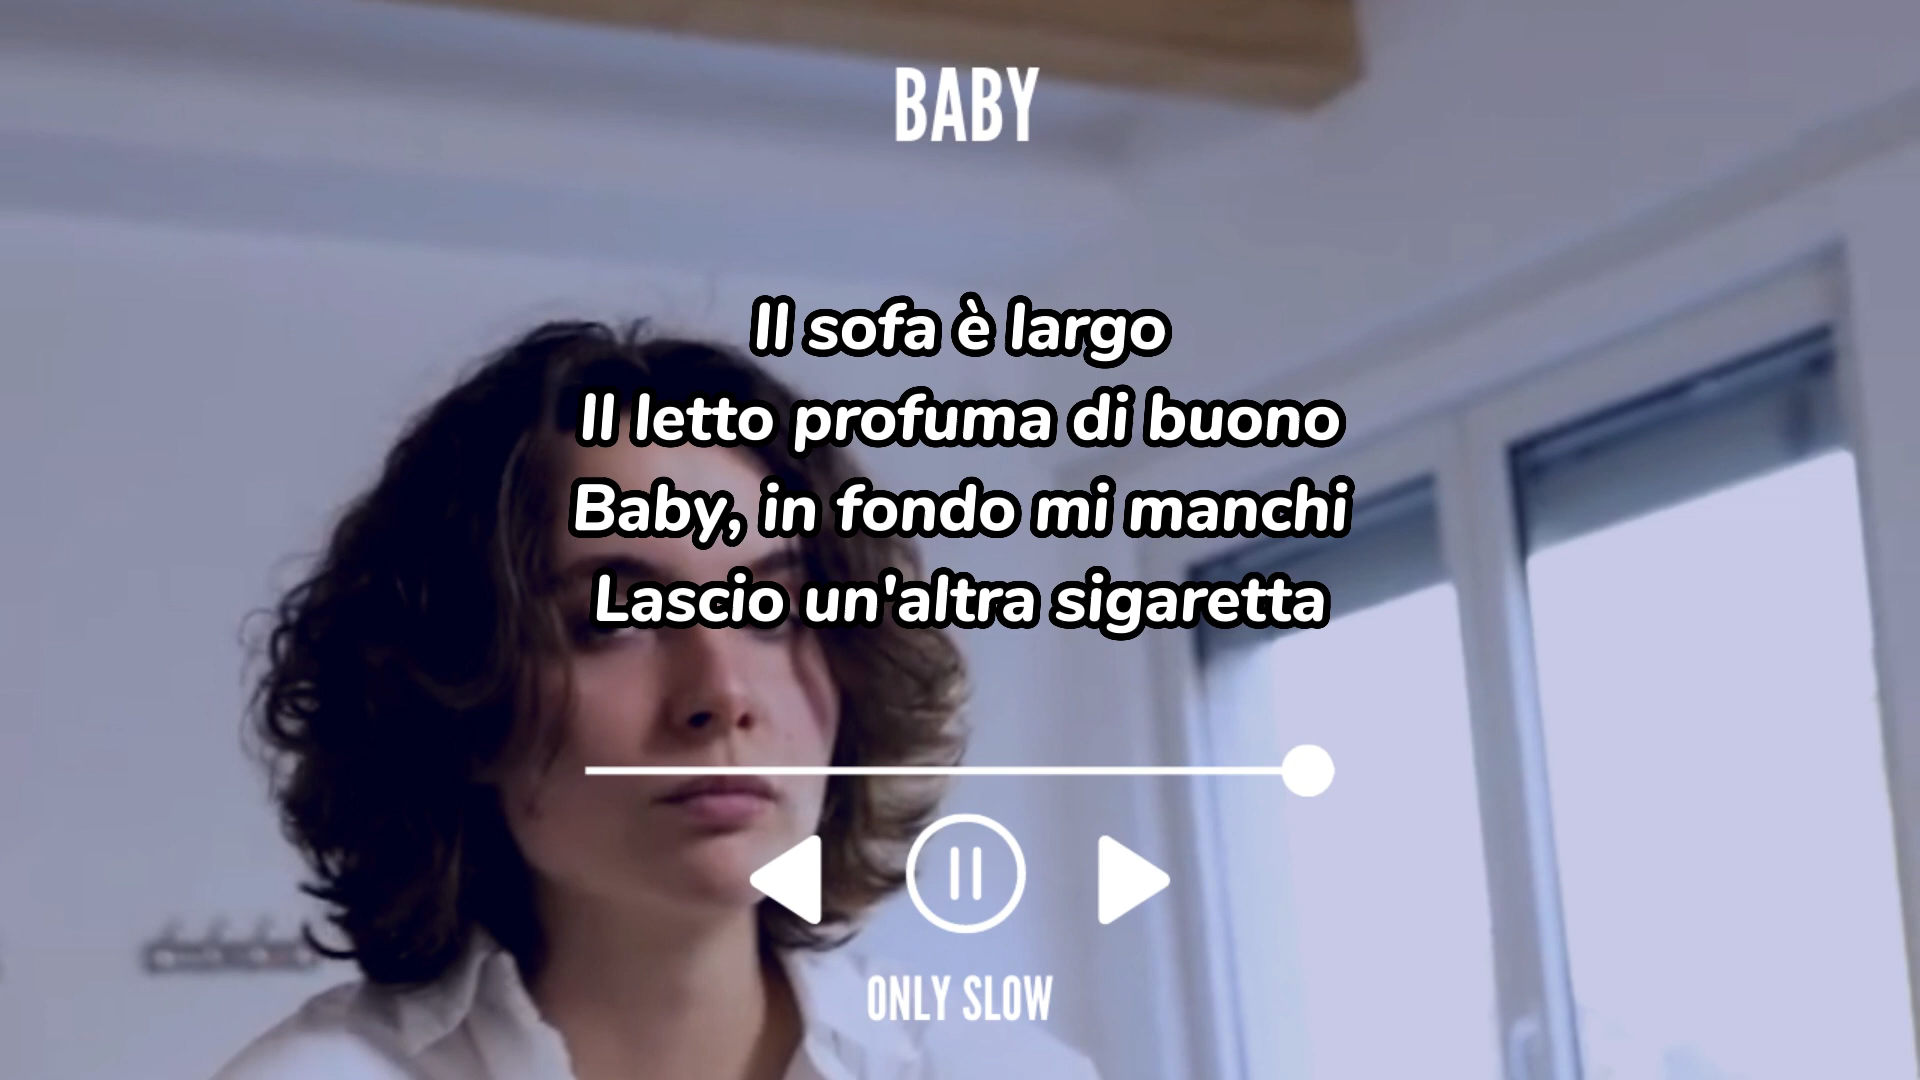 BABY
Il sofa è largo
Il letto profuma di buono
Baby, in fondo mi manchi
Lascio un'altra sigaretta
ONLY SLOW